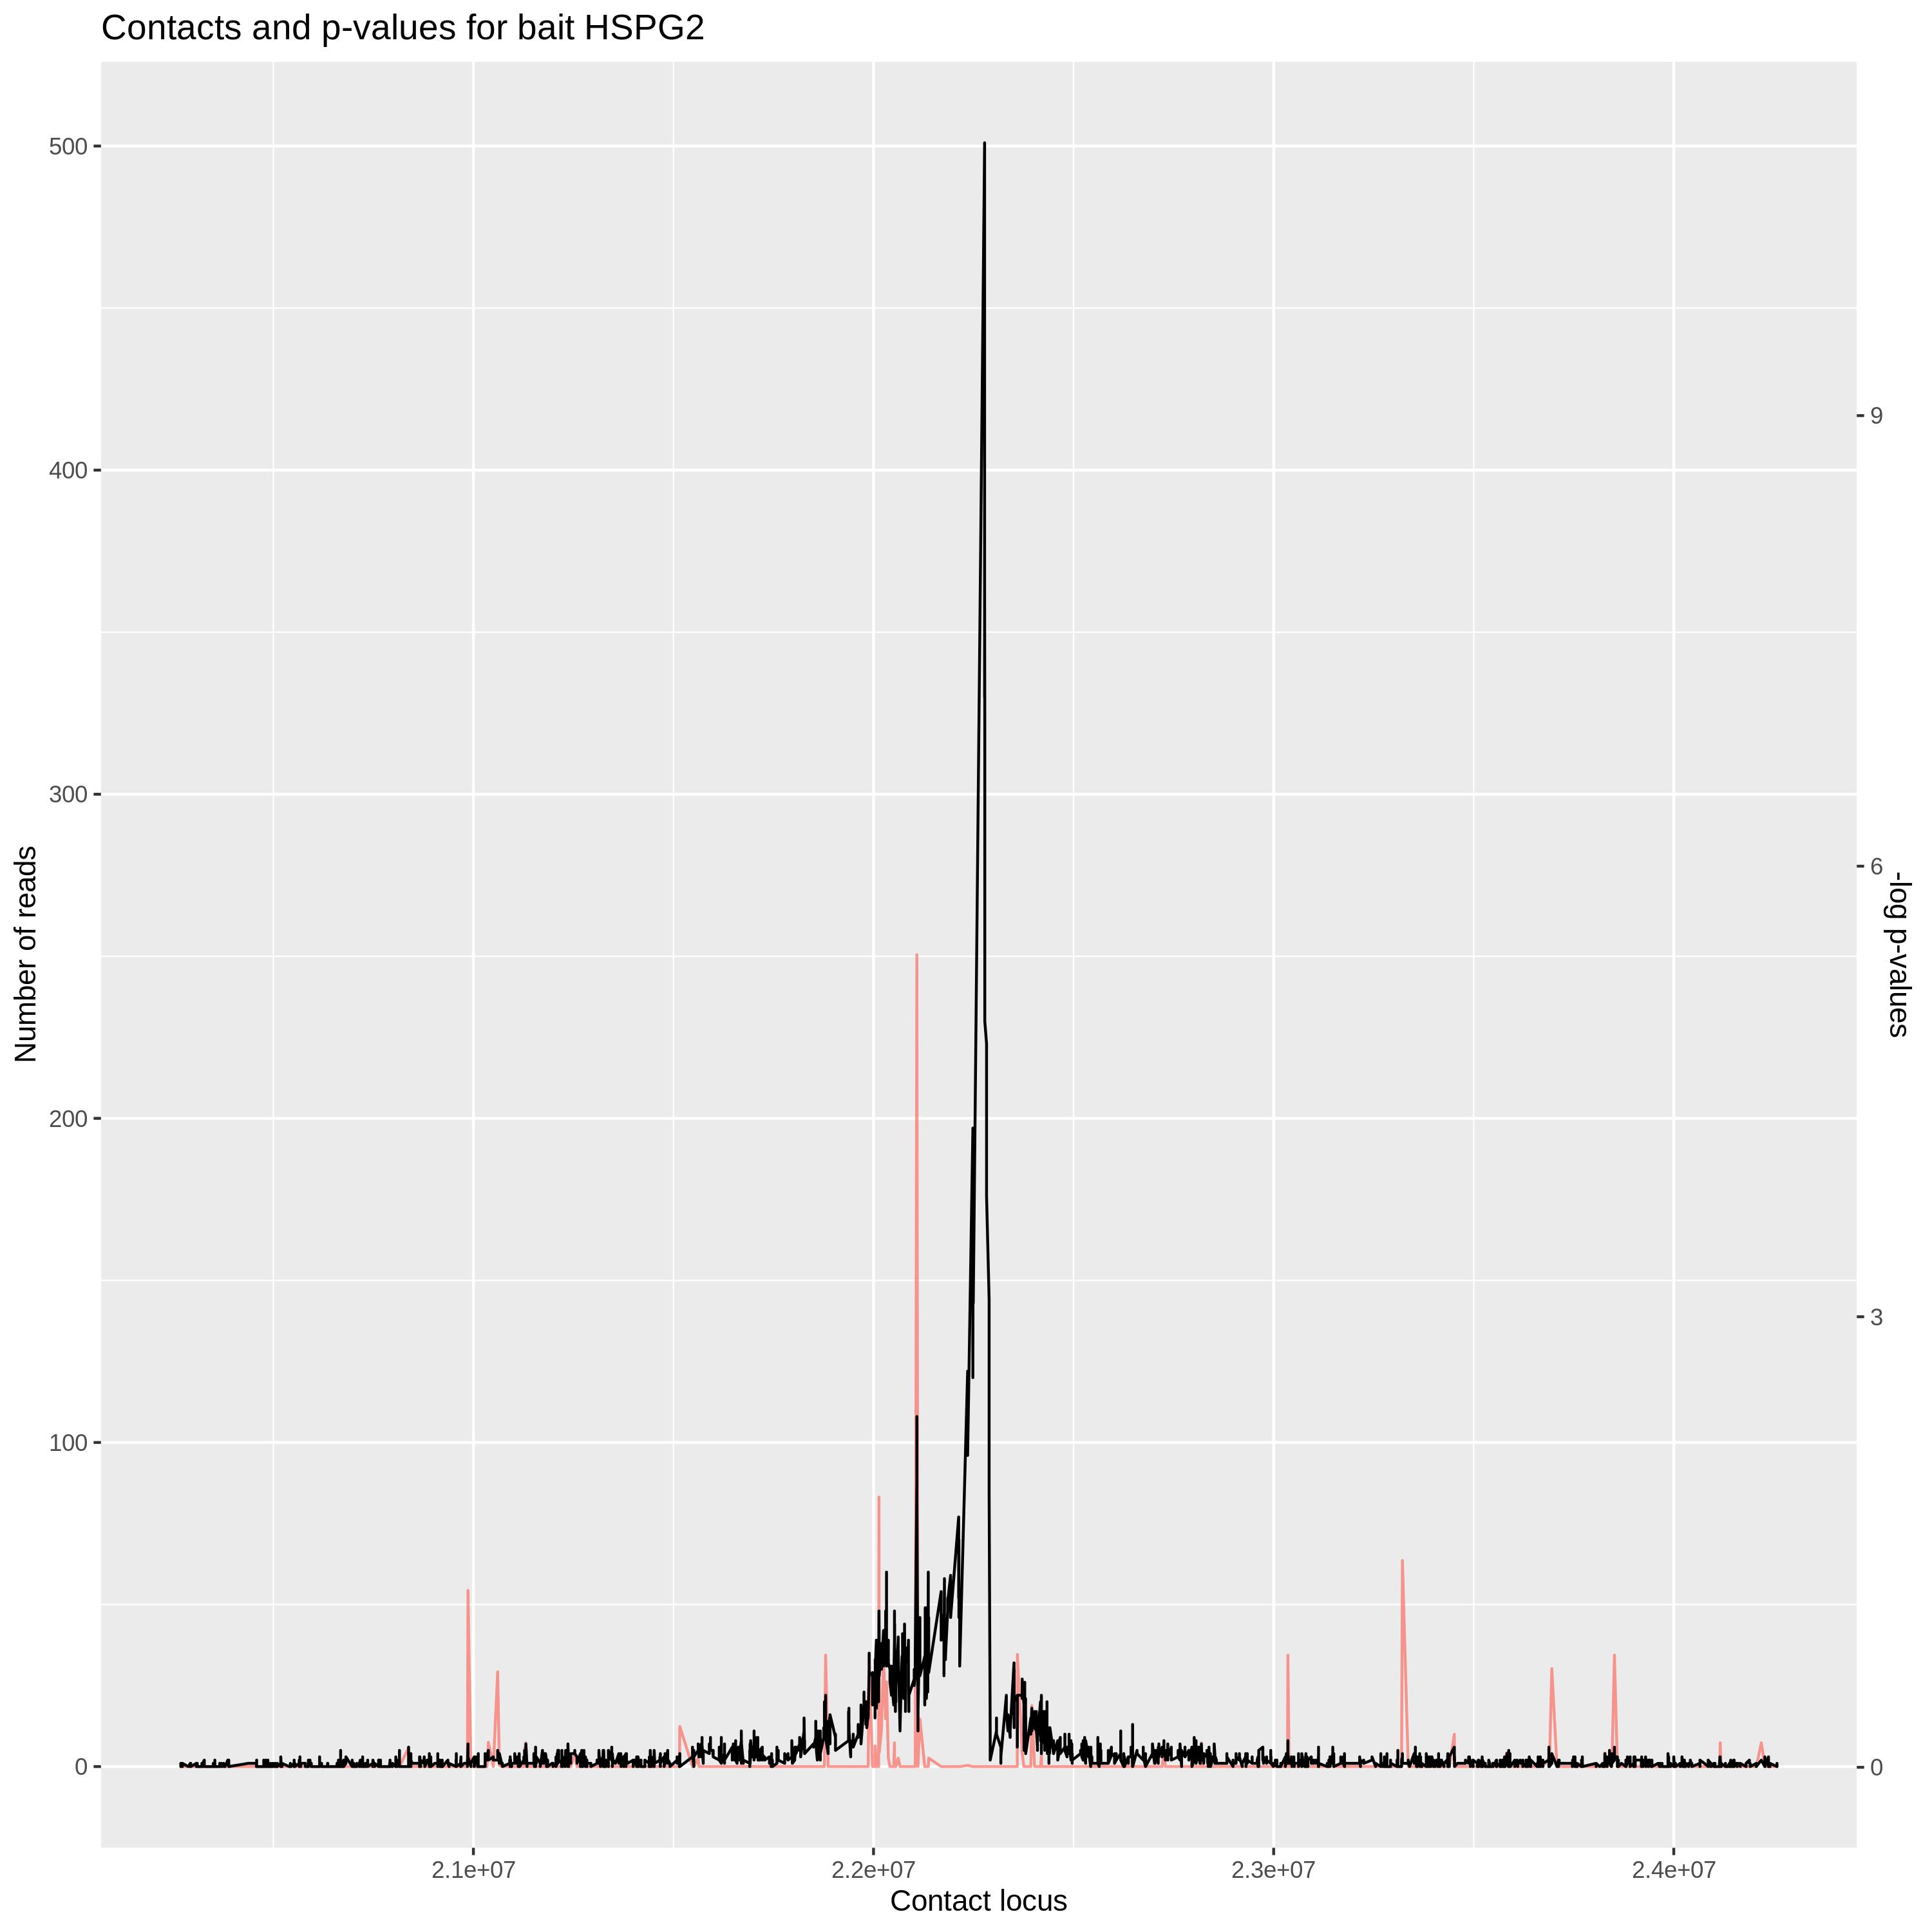 Contacts and p-values for bait HSPG2
500
400
300
200
100
0
Number of reads
9
6
3
0
-log p-values
2.1e+07
2.2e+07
2.3e+07
2.4e+07
Contact locus